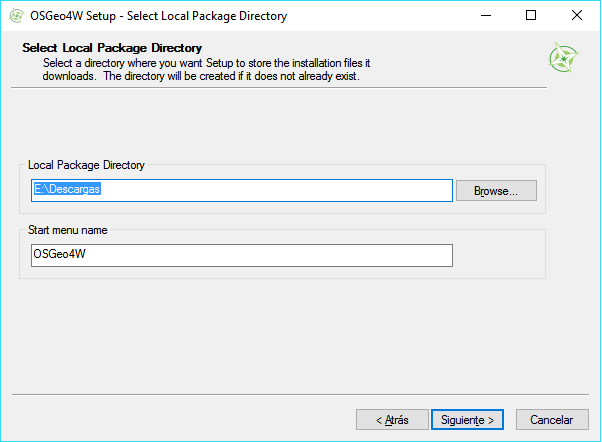 OSGeo4W Setup - Select Local Package Directory
Select Local Package Directory
Select a directory where you want Setup to store the installation files it
downloads. The directory will be created if it does not already exist.
Local Package Directory
E:\Descargas
Browse...
Start menu name
OSGeo4W
< Atrás
Siguiente >
Cancelar